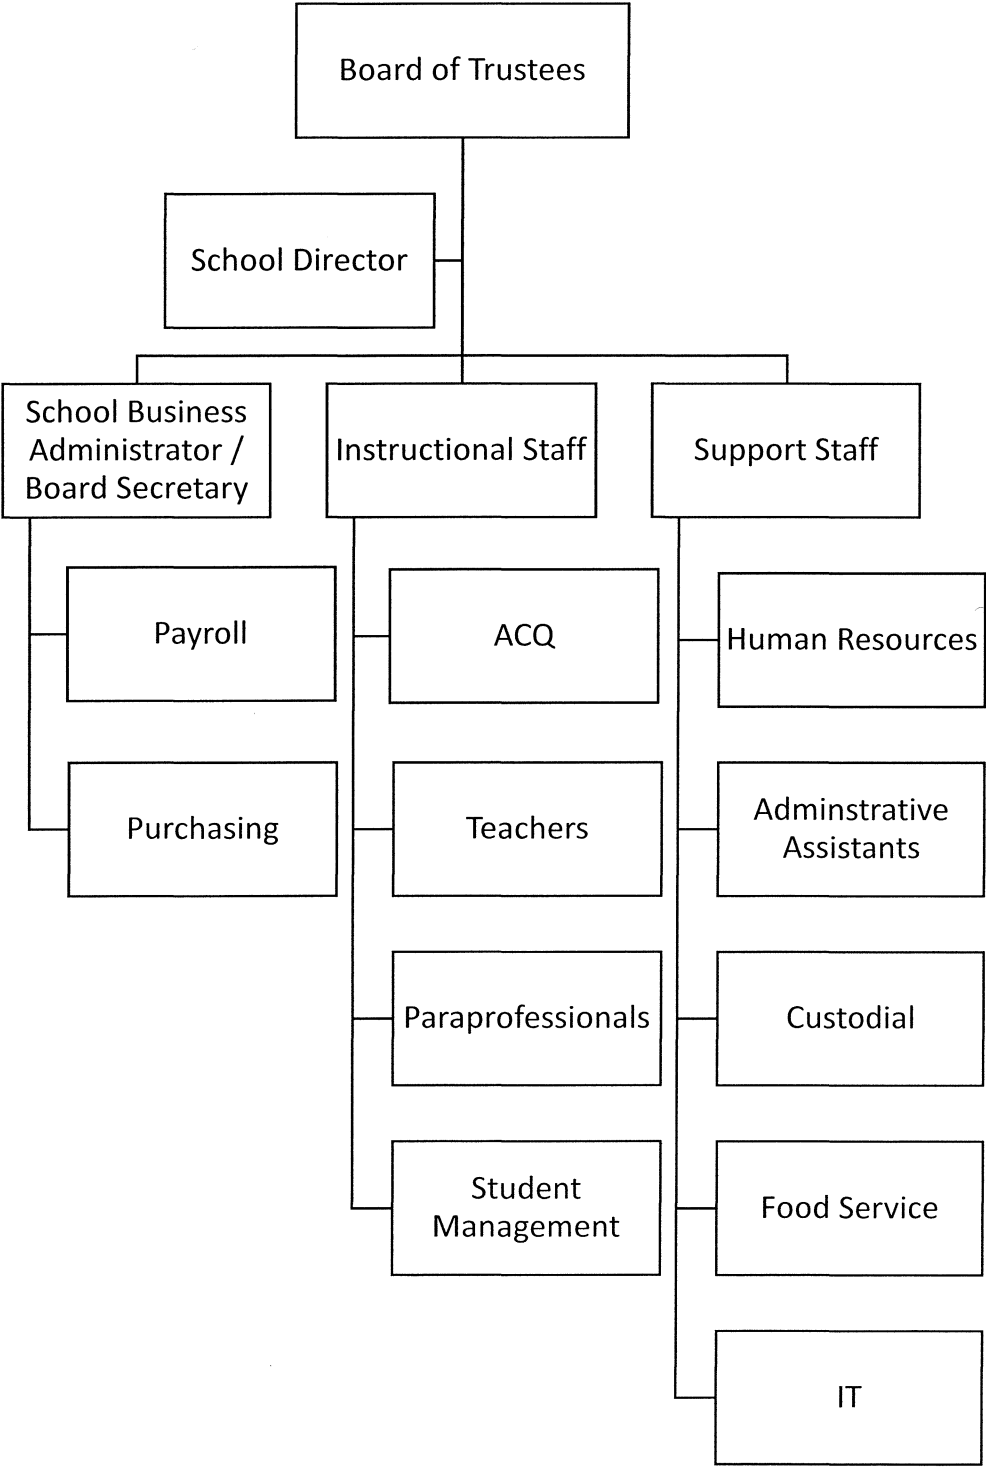 Board of Trustees
School Director
School Business
Administrator /
Board Secretary
Instructional Staff
Support Staff
Payroll
ACQ
Human Resources
Purchasing
Teachers
Adminstrative
Assistants
Paraprofessionals
Custodial
Student
Management
Food Service
IT